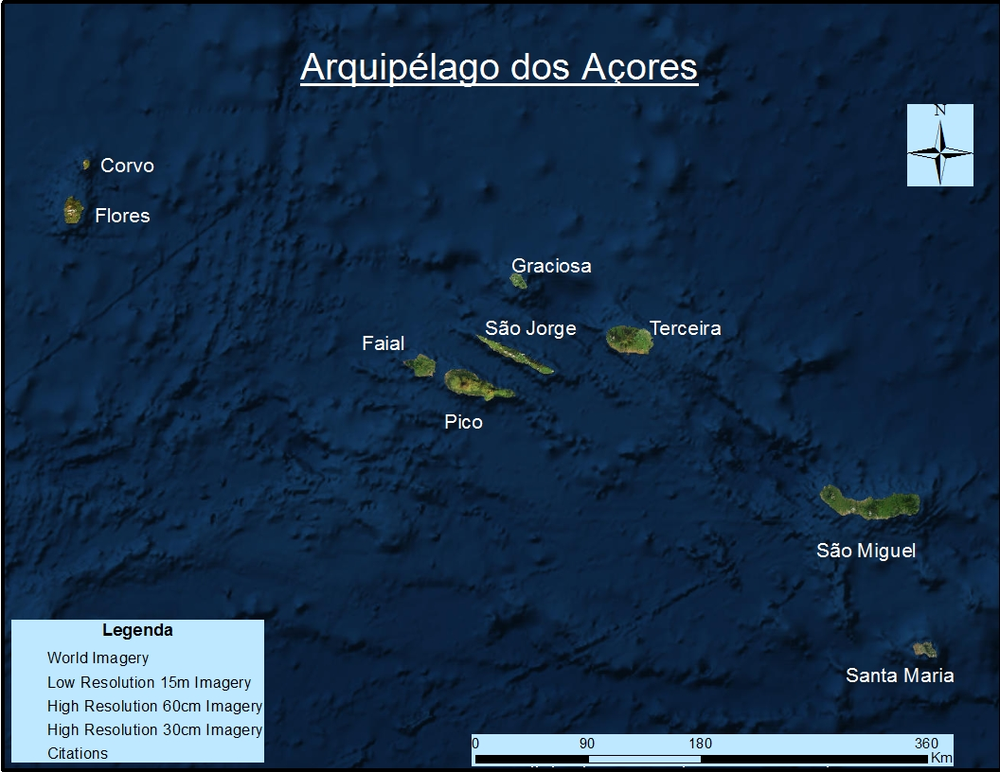 Arquipélago dos Açores
N
Corvo
Flores
Graciosa
São Jorge
Terceira
Faial
Pico
São Miguel
Santa Maria
Legenda
World Imagery
Low Resolution 15m Imagery
High Resolution 60cm Imagery
High Resolution 30cm Imagery
Citations
0 90 180 360
Km